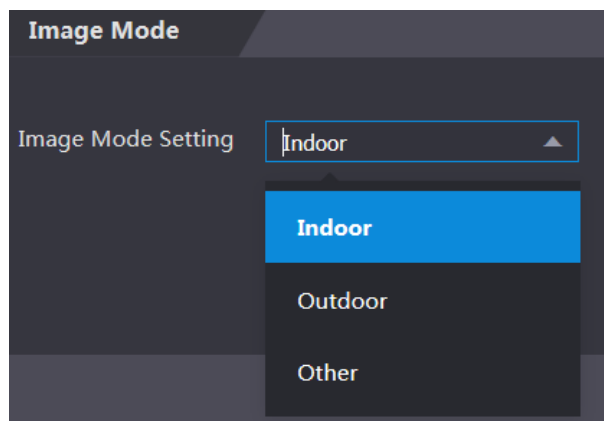 Image Mode
Image Mode Setting Indoor
Indoor
Outdoor
Other